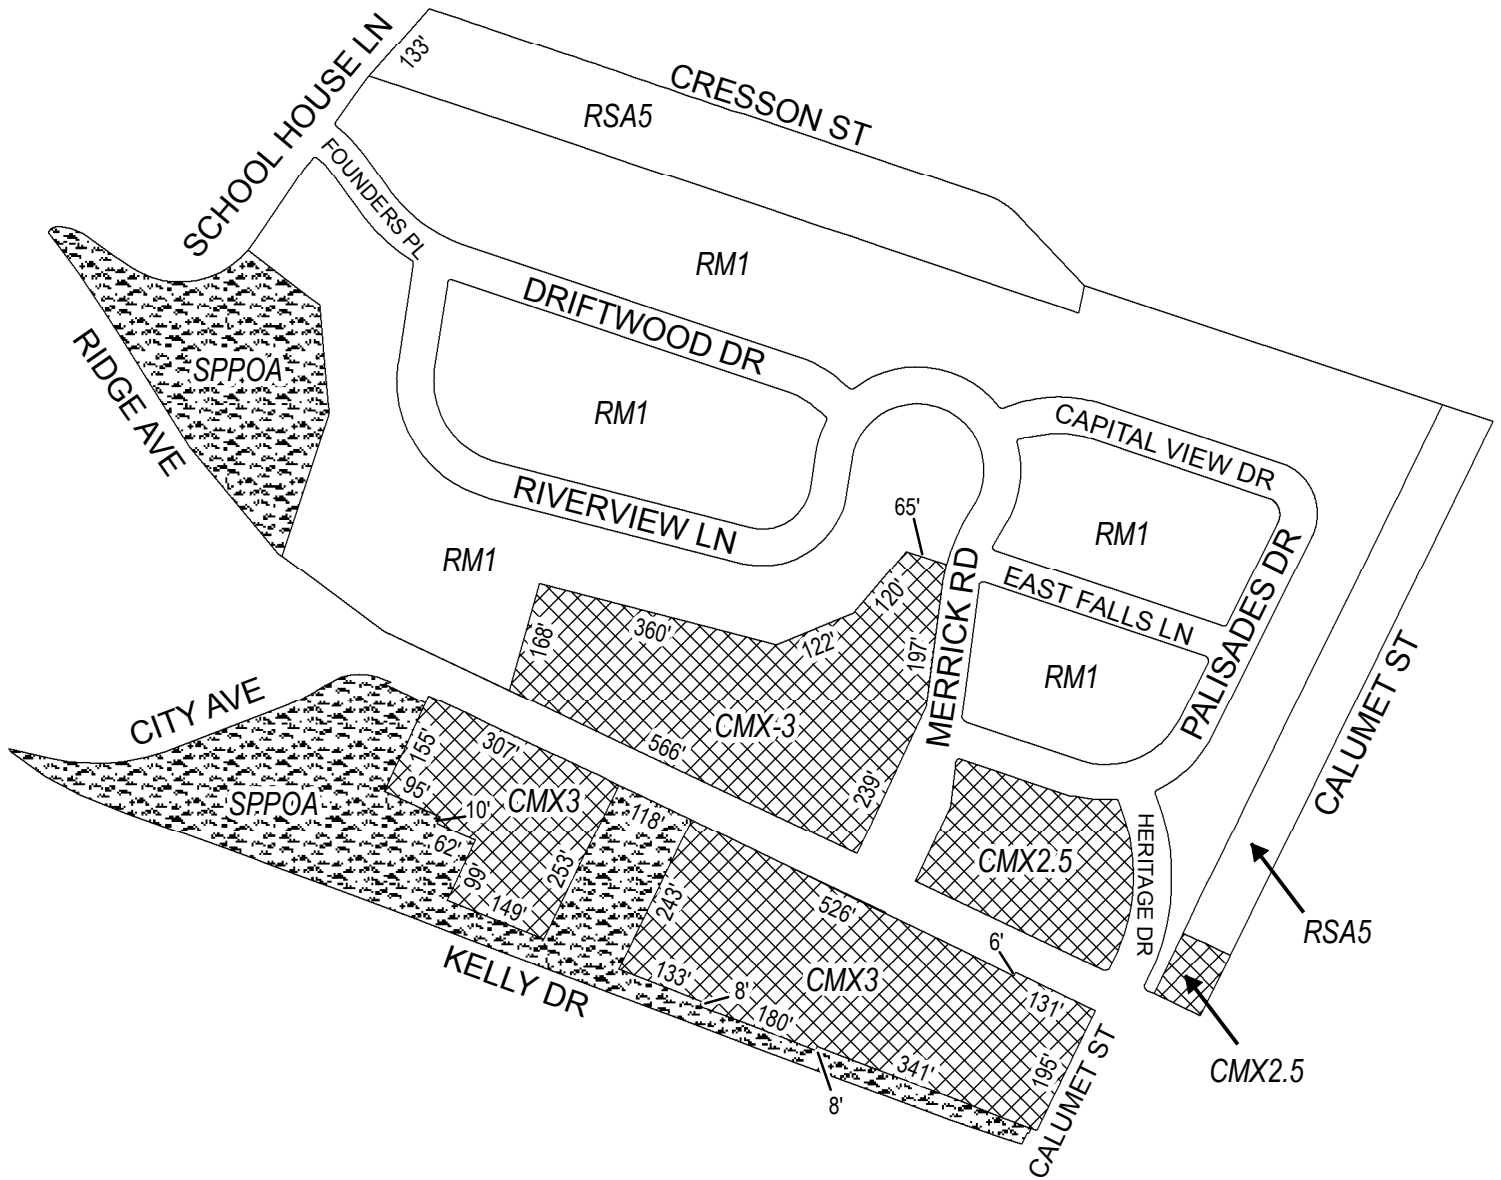 SCHOOL HOUSE LN
133'
CRESSON ST
RSA5
FOUNDERS PL
RM1
DRIFTWOOD DR
RIDGE AVE
SPPOA
RM1
CAPITAL VIEW DR
RIVERVIEW LN
65'
RM1
PALISADES DR
RM1
MERRICK RD
EAST FALLS LN
168'
360'
122'
120'
197'
RM1
CALUMET ST
CITY AVE
CMX-3
566'
239'
155'
307'
SPPOA
95'
10'
CMX3
118'
62'
99'
253'
149'
CMX2.5
HERITAGE DR
243'
526'
6'
RSA5
KELLY DR
133'
8'
CMX3
131'
180'
341'
195'
8'
CALUMET ST
CMX2.5